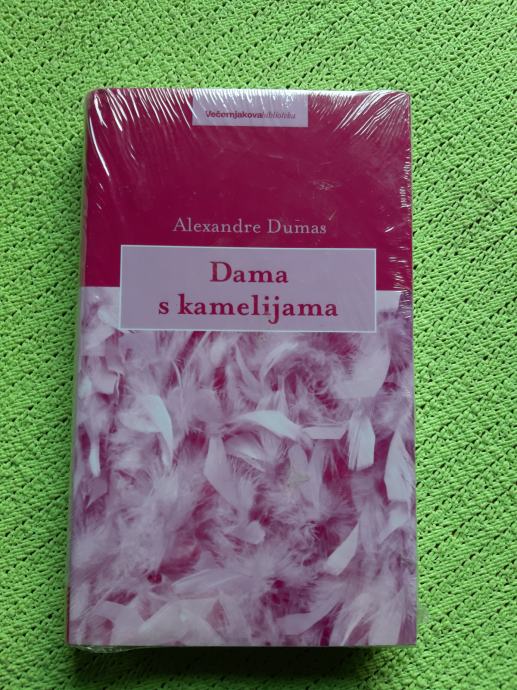 Večernjakova biblioteka
Alexandre Dumas
Dama
s kamelijama